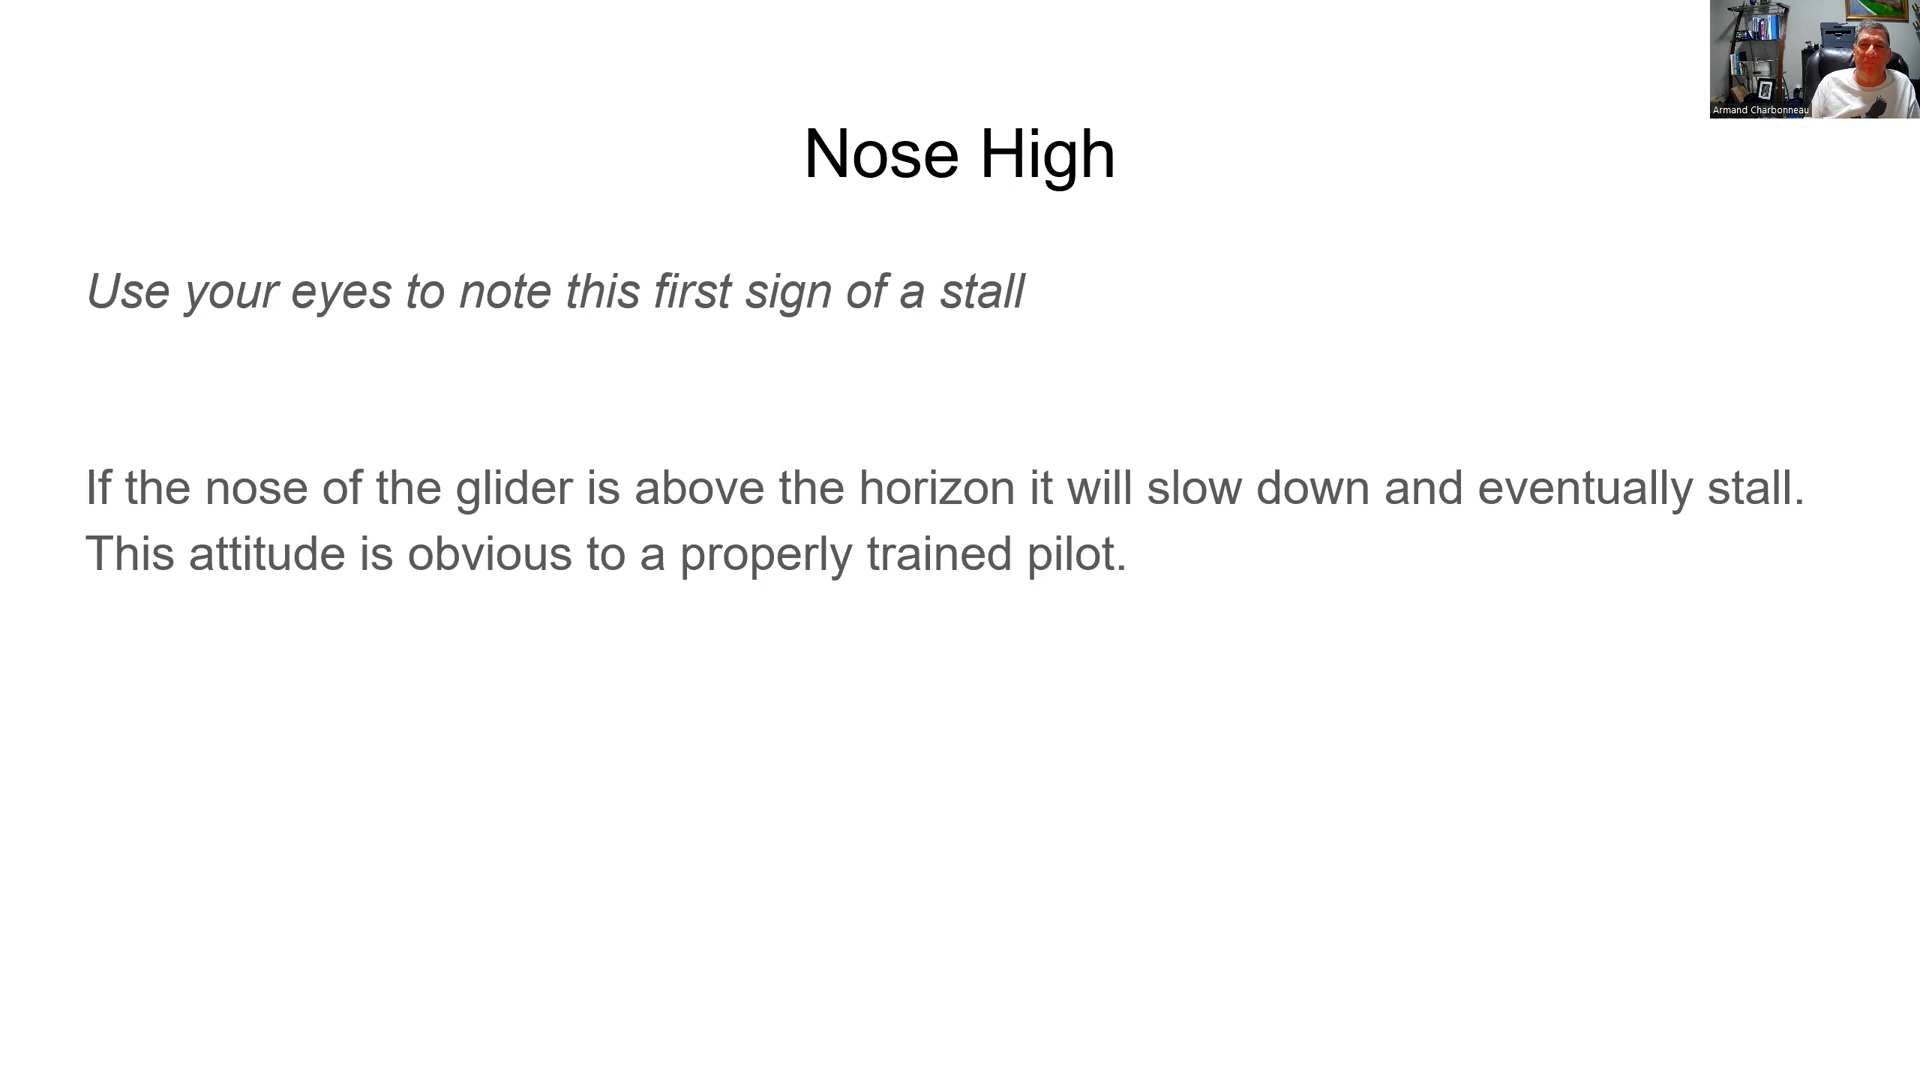 Armand Charbonneau
Nose High
Use your eyes to note this first sign of a stall
If the nose of the glider is above the horizon it will slow down and eventually stall.
This attitude is obvious to a properly trained pilot.